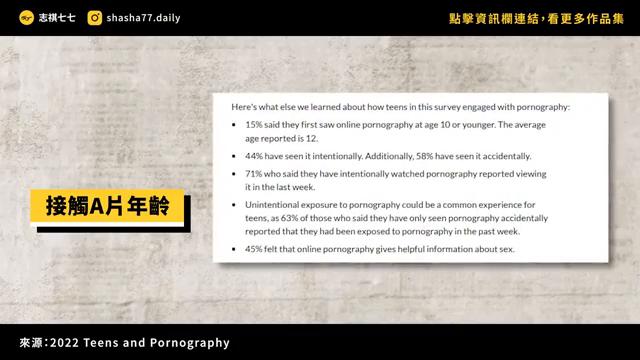 志祺七七 shasha77.daily
點擊資訊欄連結,看更多作品集
Here's what else we learned about how teens in this survey engaged with pornography:
• 15% said they first saw online pornography at age 10 or younger. The average
age reported is 12.
• 44% have seen it intentionally. Additionally, 58% have seen it accidentally.
• 71% who said they have intentionally watched pornography reported viewing
it in the last week.
• Unintentional exposure to pornography could be a common experience for
teens, as 63% of those who said they have only seen pornography accidentally
reported that they had been exposed to pornography in the past week.
• 45% felt that online pornography gives helpful information about sex.
接觸A片年齡
來源:2022 Teens and Pornography